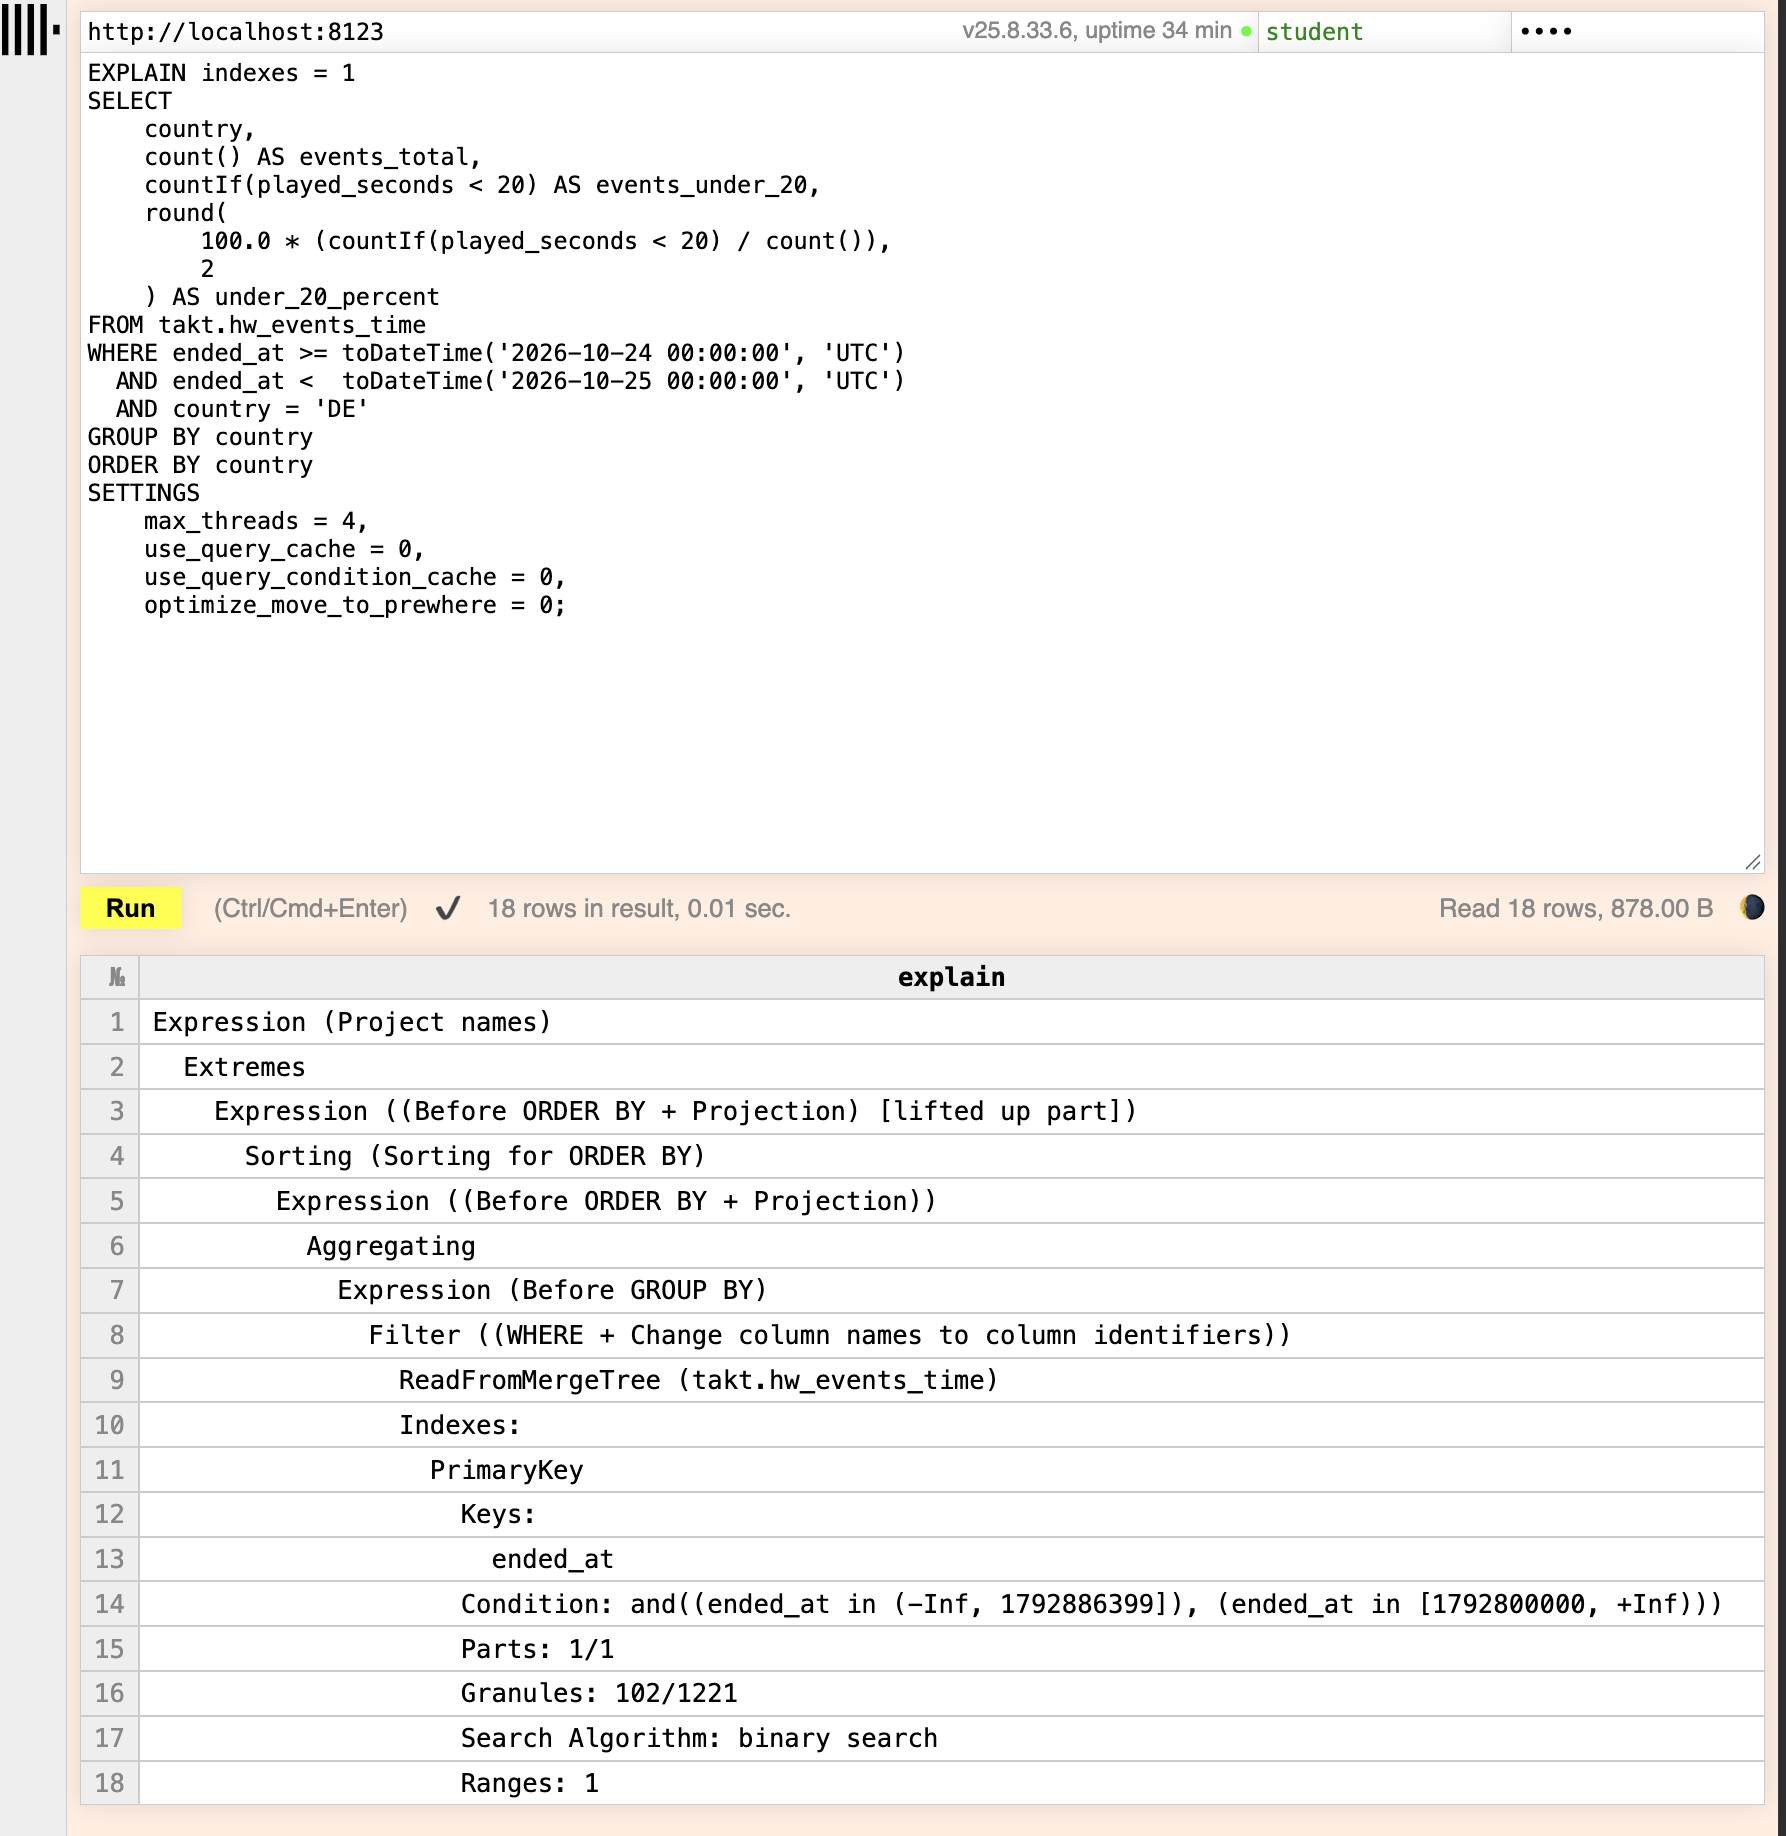 http://localhost:8123
v25.8.33.6, uptime 34 min
student
••••
EXPLAIN indexes = 1
SELECT
    country,
    count() AS events_total,
    countIf(played_seconds < 20) AS events_under_20,
    round(
        100.0 * (countIf(played_seconds < 20) / count()),
        2
    ) AS under_20_percent
FROM takt.hw_events_time
WHERE ended_at >= toDateTime('2026-10-24 00:00:00', 'UTC')
  AND ended_at <  toDateTime('2026-10-25 00:00:00', 'UTC')
  AND country = 'DE'
GROUP BY country
ORDER BY country
SETTINGS
    max_threads = 4,
    use_query_cache = 0,
    use_query_condition_cache = 0,
    optimize_move_to_prewhere = 0;
Run (Ctrl/Cmd+Enter) ✔ 18 rows in result, 0.01 sec. Read 18 rows, 878.00 B
№ explain
1 Expression (Project names)
2   Extremes
3     Expression ((Before ORDER BY + Projection) [lifted up part])
4       Sorting (Sorting for ORDER BY)
5         Expression ((Before ORDER BY + Projection))
6           Aggregating
7             Expression (Before GROUP BY)
8               Filter ((WHERE + Change column names to column identifiers))
9                 ReadFromMergeTree (takt.hw_events_time)
10                 Indexes:
11                   PrimaryKey
12                     Keys:
13                       ended_at
14                     Condition: and((ended_at in (-Inf, 1792886399]), (ended_at in [1792800000, +Inf)))
15                     Parts: 1/1
16                     Granules: 102/1221
17                     Search Algorithm: binary search
18                     Ranges: 1